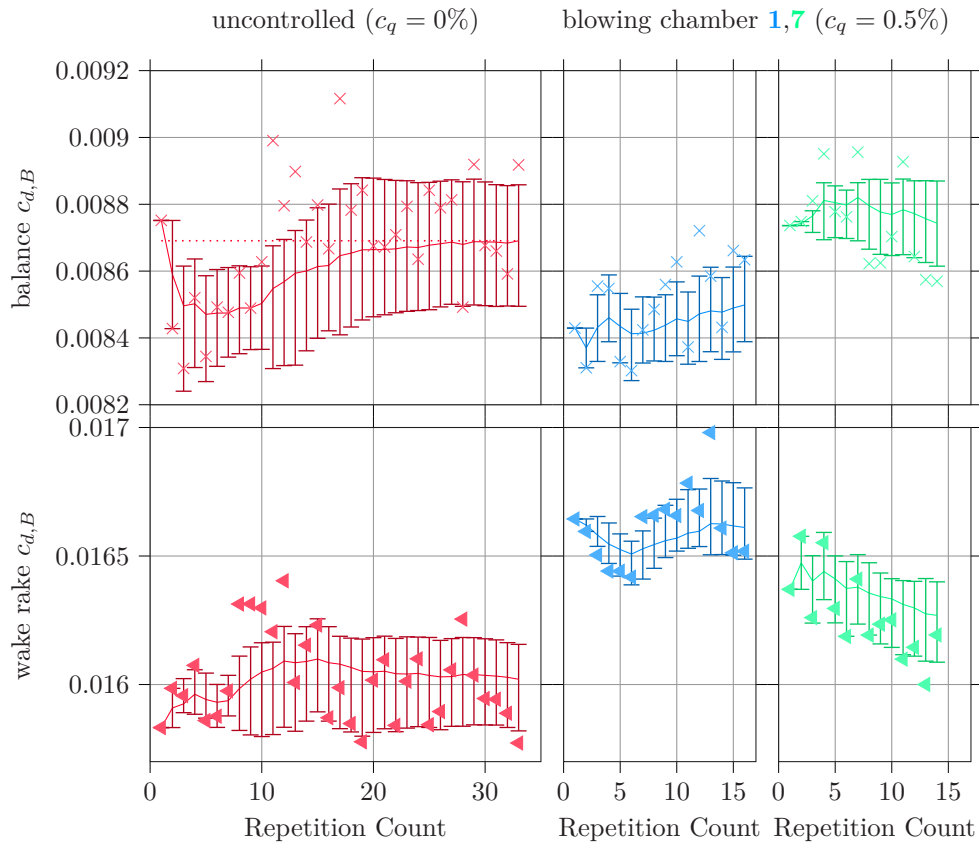 uncontrolled (c_q = 0%) blowing chamber 1,7 (c_q = 0.5%)
0.0092
0.009
0.0088
0.0086
0.0084
0.0082
balance c_{d,B}
0.017
0.0165
0.016
wake rake c_{d,B}
0 10 20 30 0 5 10 15 0 5 10 15
Repetition Count Repetition Count Repetition Count